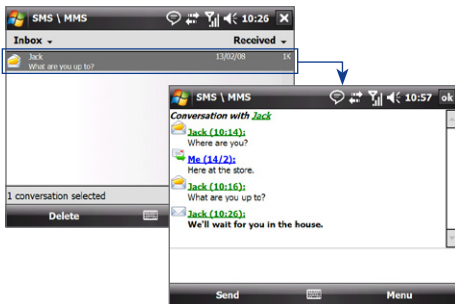 SMS \ MMS 10:26
Inbox Received
Jack 13/02/08 1K
What are you up to?
1 conversation selected
Delete
SMS \ MMS 10:57 ok
Conversation with Jack
Jack (10:14):
Where are you?
Me (14/2):
Here at the store.
Jack (10:16):
What are you up to?
Jack (10:26):
We'll wait for you in the house.
Send Menu